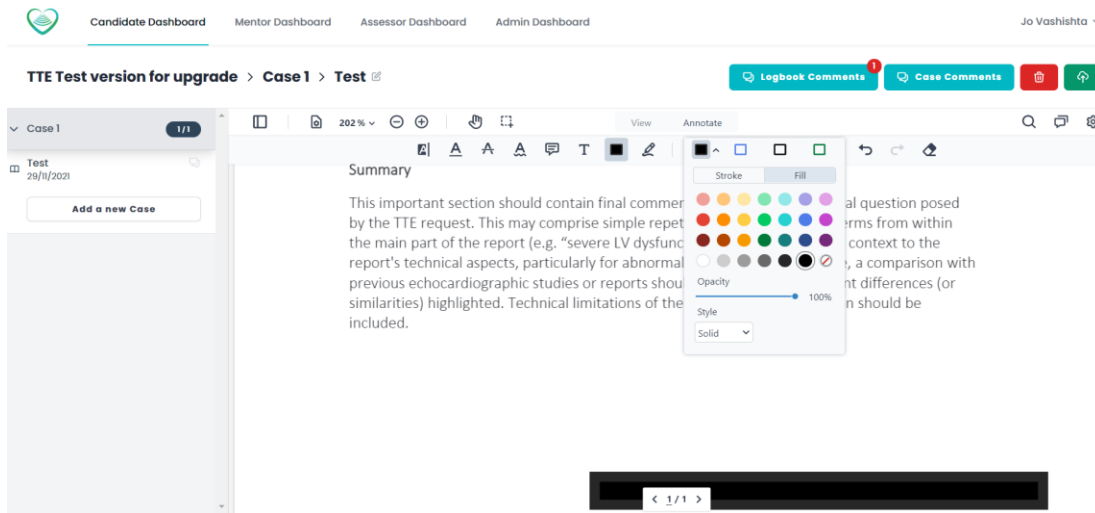 Candidate Dashboard Mentor Dashboard Assessor Dashboard Admin Dashboard Jo Vashishta
TTE Test version for upgrade > Case 1 > Test
Logbook Comments 1 Case Comments
Case 1 1/1
202 % View Annotate
Test
29/11/2021
Add a new Case
T
Stroke Fill
Opacity
100%
Style
Solid
Summary
This important section should contain final commen al question posed
by the TTE request. This may comprise simple repet erms from within
the main part of the report (e.g. “severe LV dysfunc context to the
report's technical aspects, particularly for abnormal e, a comparison with
previous echocardiographic studies or reports shou nt differences (or
similarities) highlighted. Technical limitations of the n should be
included.
< 1/1 >